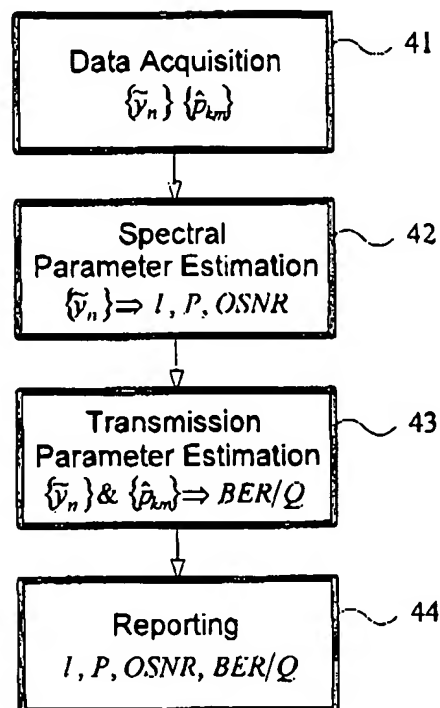 41
Data Acquisition
{ỹₙ} {p̂ₖₘ}
42
Spectral
Parameter Estimation
{ỹₙ} ⇒ l, P, OSNR
43
Transmission
Parameter Estimation
{ỹₙ} & {p̂ₖₘ} ⇒ BER/Q
44
Reporting
l, P, OSNR, BER/Q